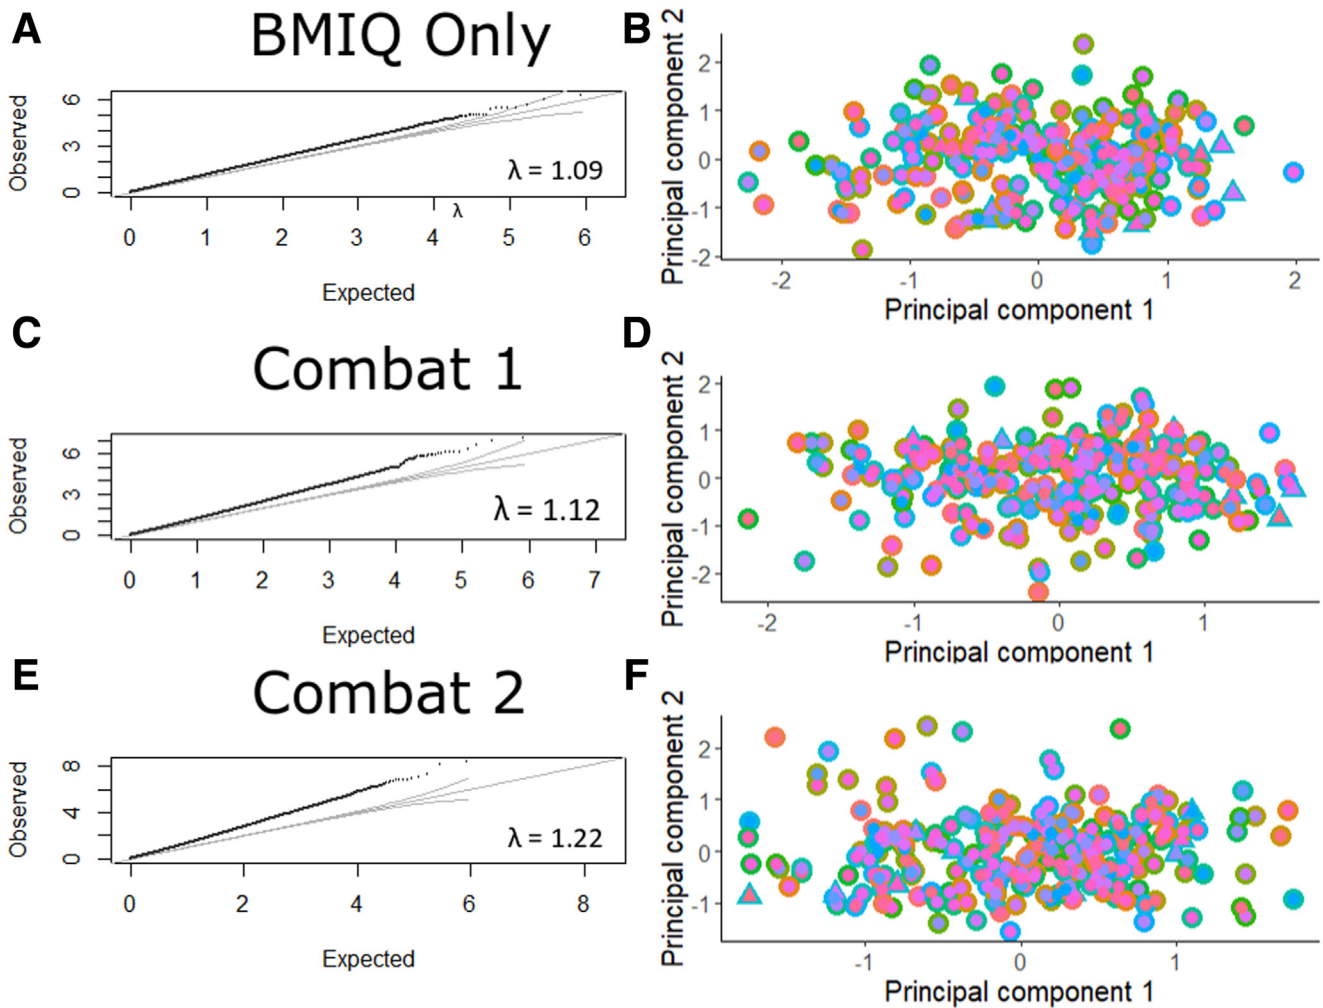 A
BMIQ Only
Observed
6
3
0
λ = 1.09
λ
0 1 2 3 4 5 6
Expected
B
Principal component 2
2
1
0
-1
-2
-2 -1 0 1 2
Principal component 1
C
Combat 1
Observed
6
3
0
λ = 1.12
0 1 2 3 4 5 6 7
Expected
D
Principal component 2
2
1
0
-1
-2
-2 -1 0 1
Principal component 1
E
Combat 2
Observed
8
4
0
λ = 1.22
0 2 4 6 8
Expected
F
Principal component 2
2
1
0
-1
-1 0 1
Principal component 1